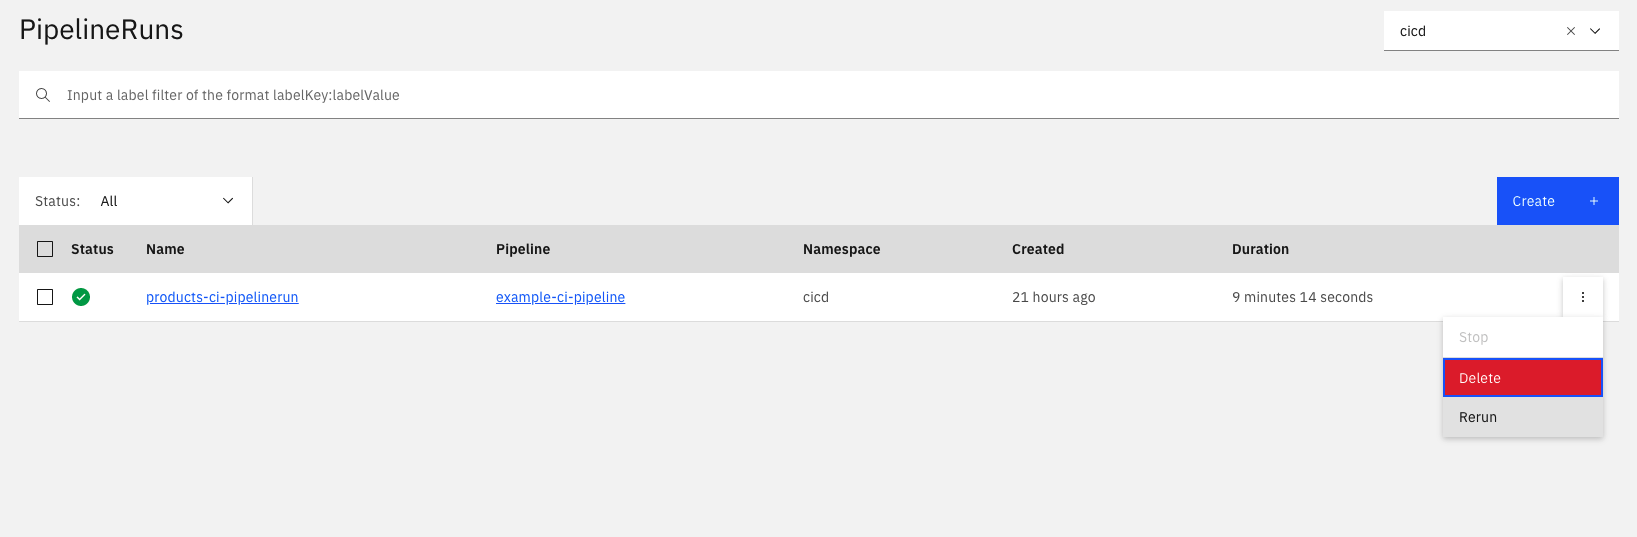 PipelineRuns
cicd
Input a label filter of the format labelKey:labelValue
Status: All
Create
Status Name Pipeline Namespace Created Duration
products-ci-pipelinerun example-ci-pipeline cicd 21 hours ago 9 minutes 14 seconds
Stop
Delete
Rerun